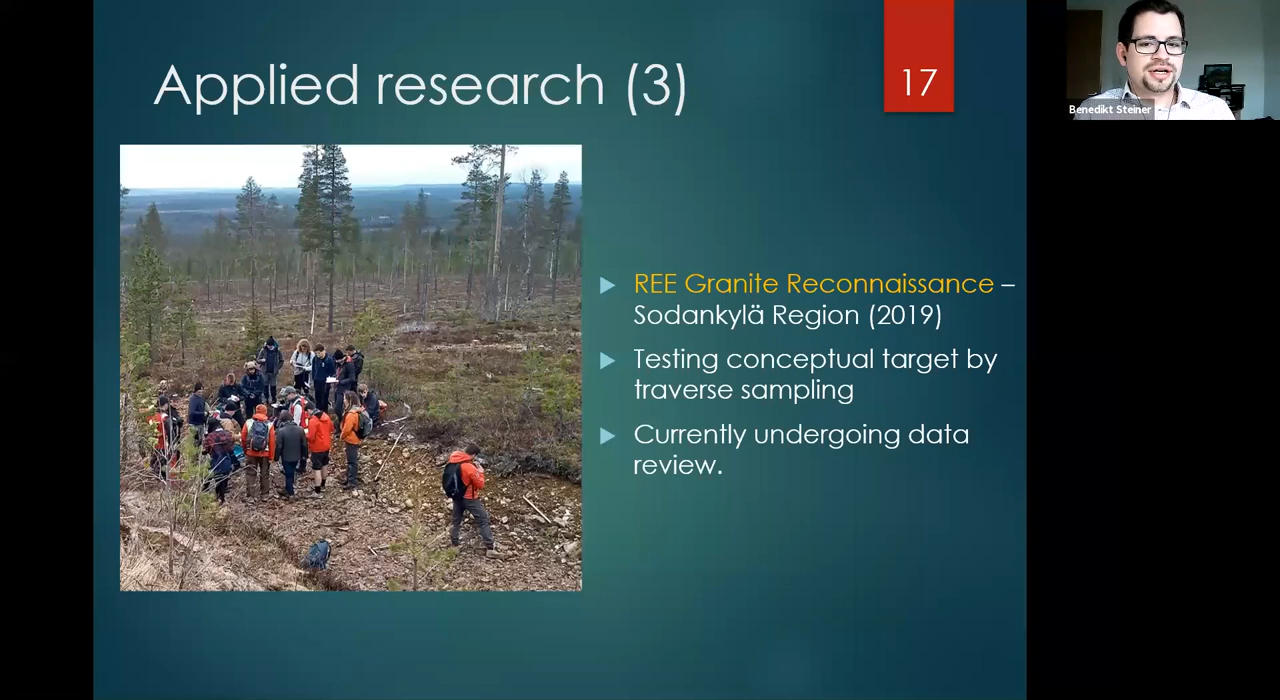 Applied research (3)
17
Benedikt Steiner
REE Granite Reconnaissance –
Sodankylä Region (2019)
Testing conceptual target by
traverse sampling
Currently undergoing data
review.